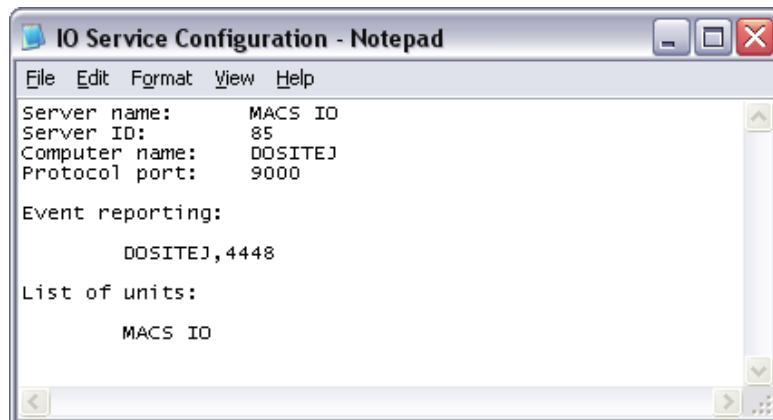 IO Service Configuration - Notepad
File Edit Format View Help
Server name: MACS IO
Server ID: 85
Computer name: DOSITEJ
Protocol port: 9000
Event reporting:
DOSITEJ,4448
List of units:
MACS IO